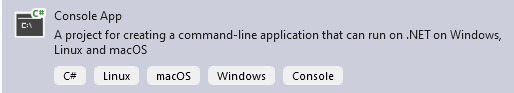 C#
C:\
Console App
A project for creating a command-line application that can run on .NET on Windows,
Linux and macOS
C# Linux macOS Windows Console